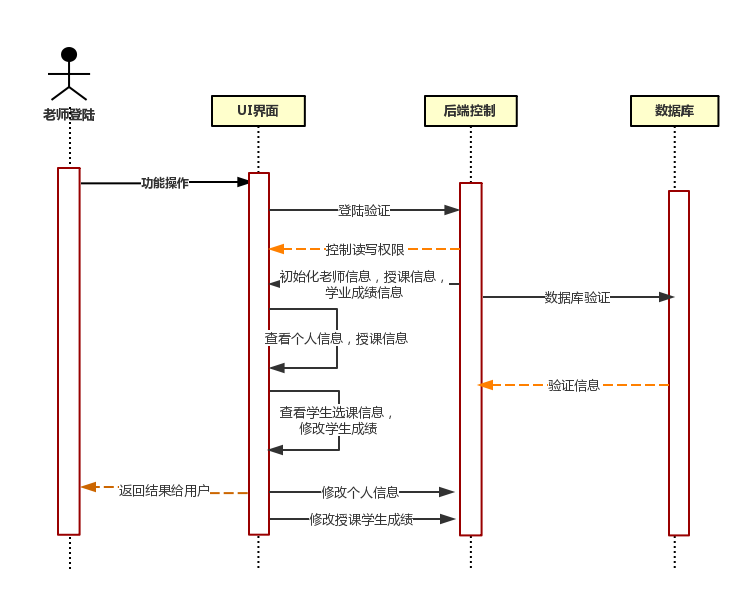 老师登陆
UI界面
后端控制
数据库
功能操作
登陆验证
控制读写权限
初始化老师信息，授课信息，
学业成绩信息
数据库验证
查看个人信息，授课信息
验证信息
查看学生选课信息，
修改学生成绩
返回结果给用户
修改个人信息
修改授课学生成绩